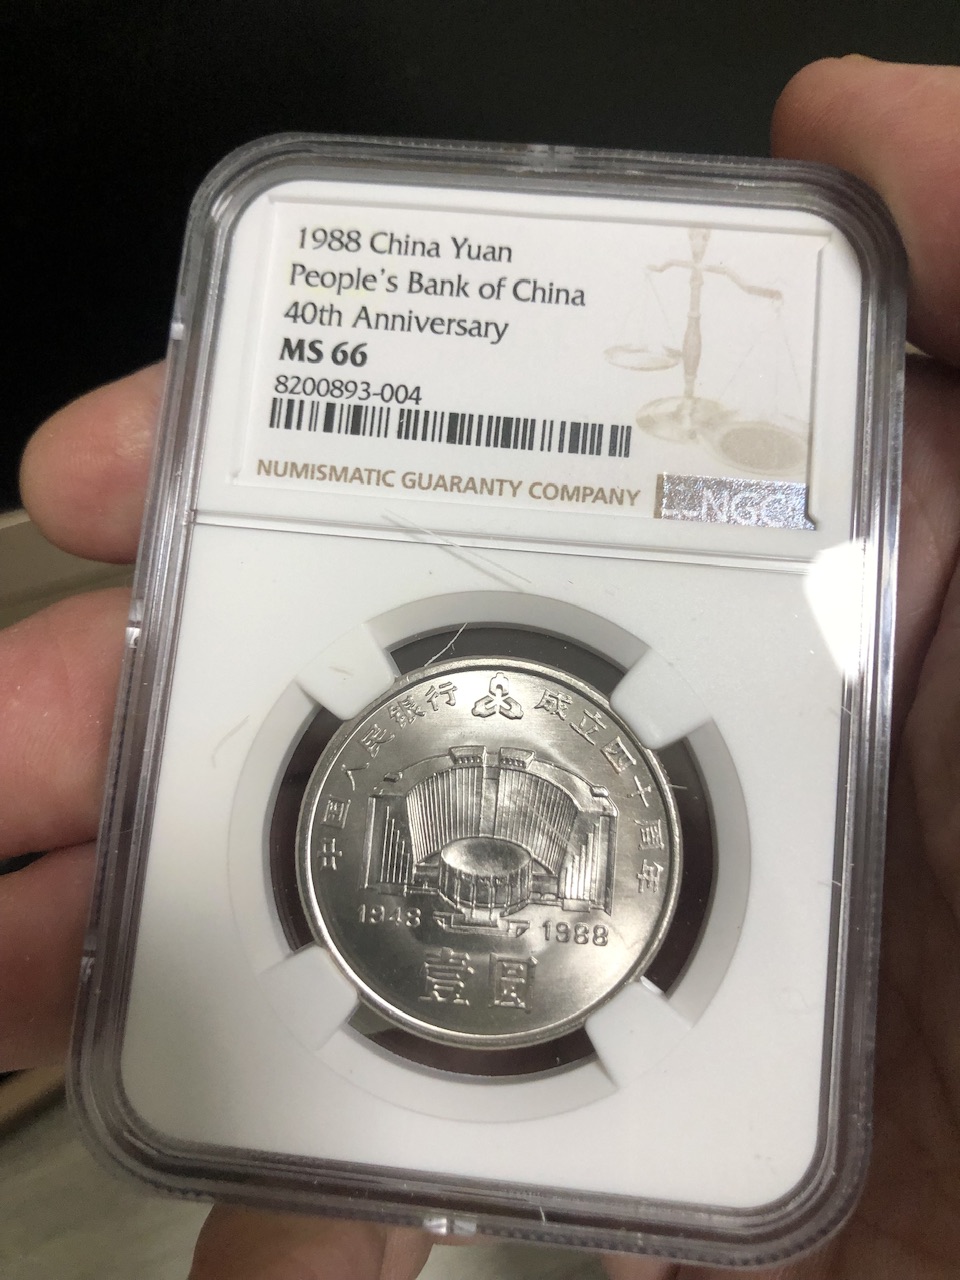 1988 China Yuan
People's Bank of China
40th Anniversary
MS 66
8200893-004
NUMISMATIC GUARANTY COMPANY
NGC
中国人民银行 成立四十周年
1948 1988
壹圆